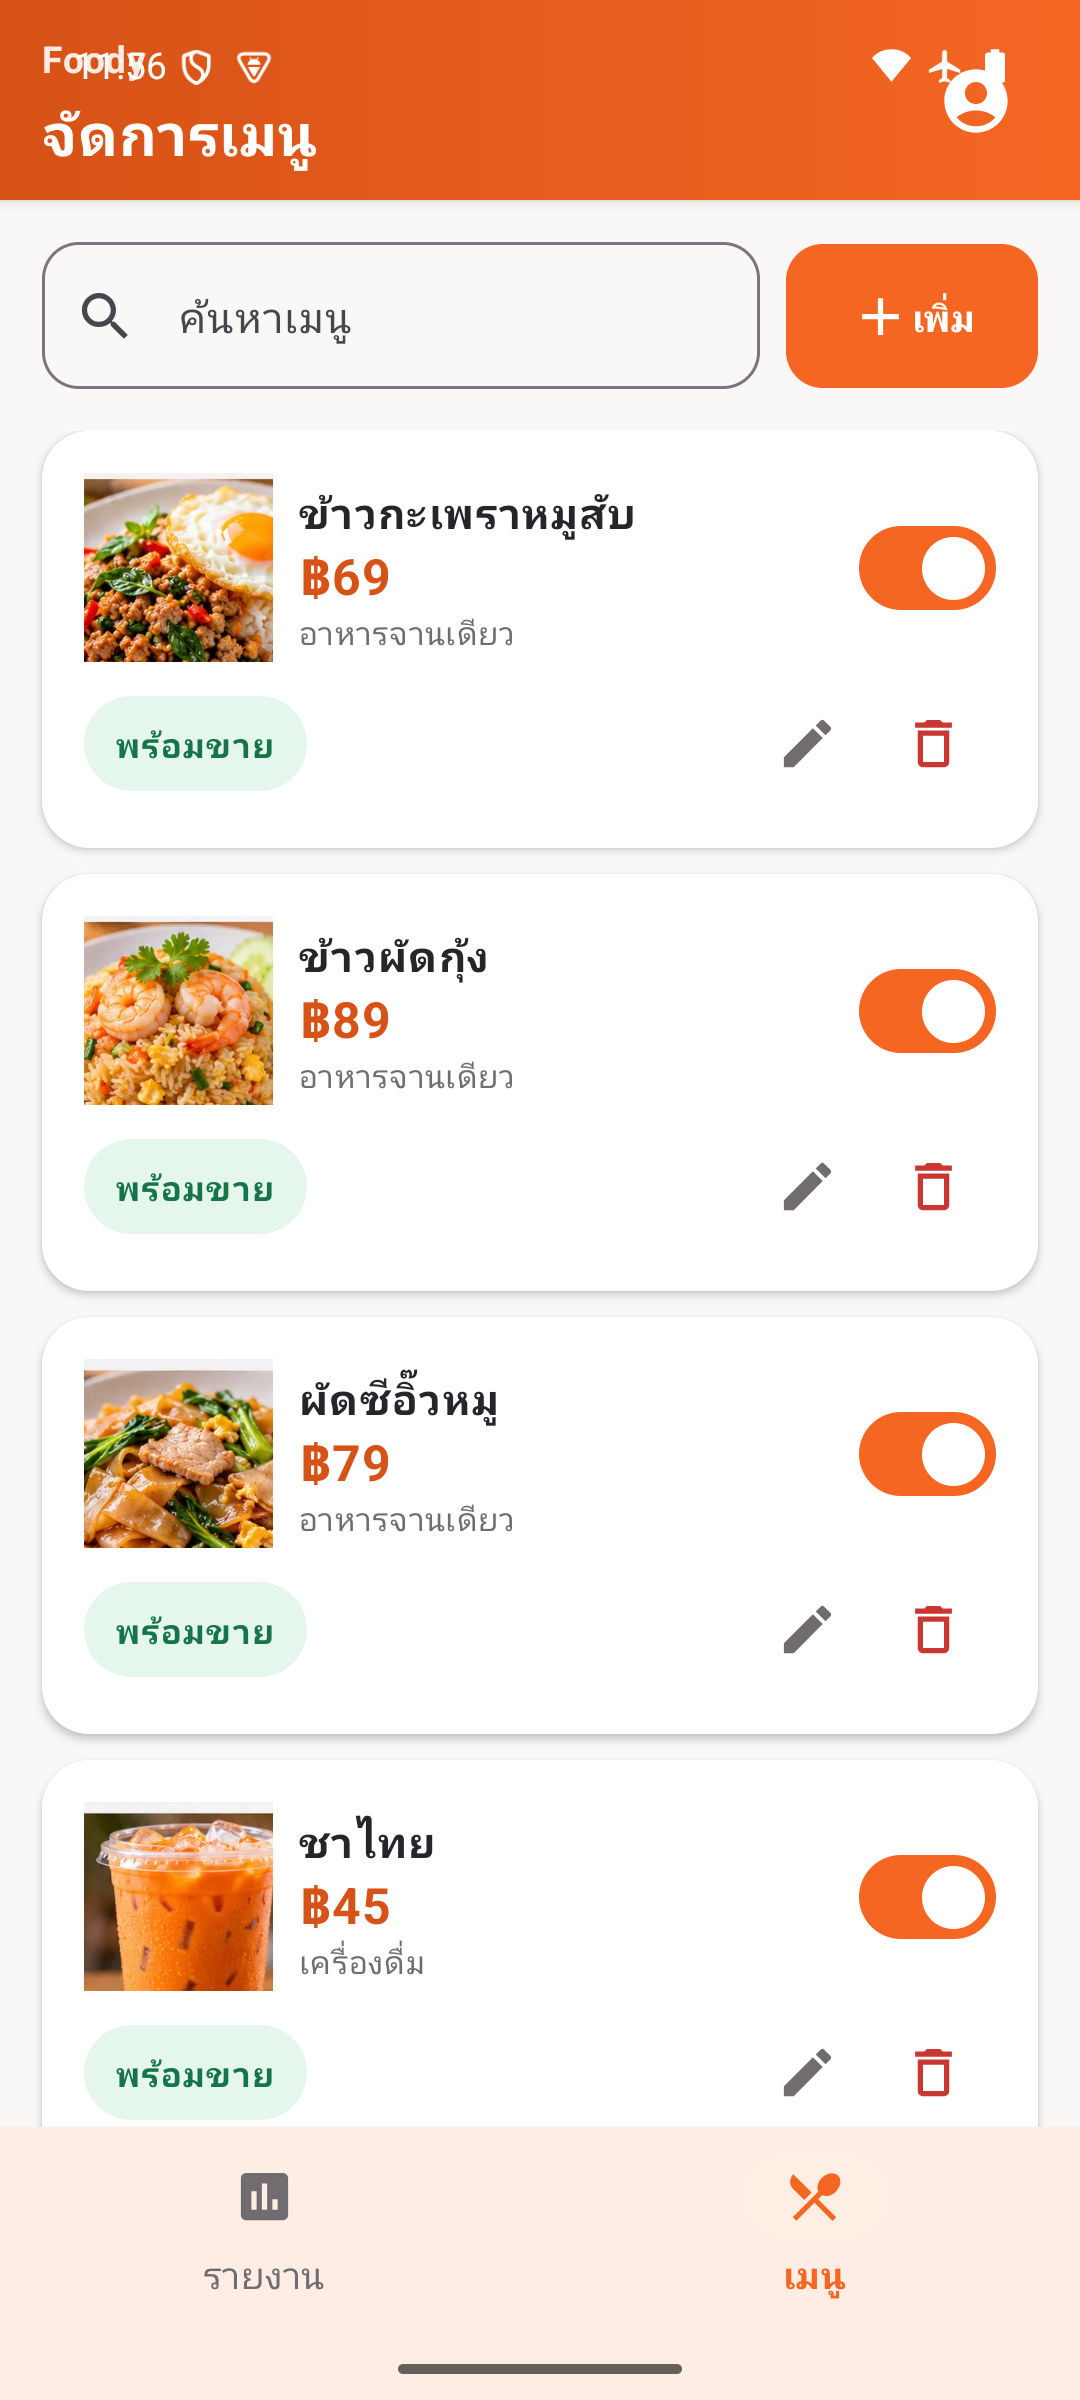 Foody
จัดการเมนู
ค้นหาเมนู
เพิ่ม
ข้าวกะเพราหมูสับ
฿69
อาหารจานเดียว
พร้อมขาย
ข้าวผัดกุ้ง
฿89
อาหารจานเดียว
พร้อมขาย
ผัดซีอิ๊วหมู
฿79
อาหารจานเดียว
พร้อมขาย
ชาไทย
฿45
เครื่องดื่ม
พร้อมขาย
รายงาน
เมนู